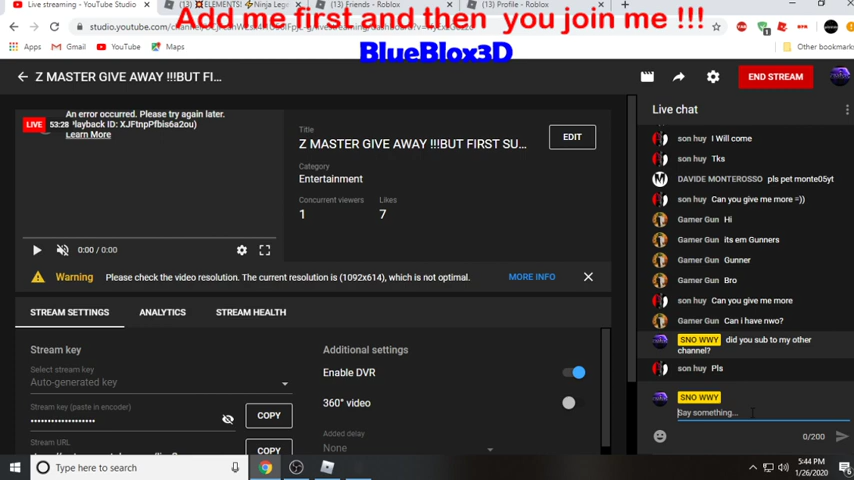 Live streaming - YouTube Studio
(13) 💥ELEMENTS!⚡Ninja Lege
(13) Friends - Roblox
(13) Profile - Roblox
Add me first and then you join me !!!
BlueBlox3D
studio.youtube.com/channel/
Apps
Gmail
YouTube
Maps
Other bookmarks
Z MASTER GIVE AWAY !!!BUT FI...
END STREAM
An error occurred. Please try again later.
Playback ID: XJFtnpPfbis6a2ou)
LIVE
53:28
Learn More
0:00 / 0:00
Title
Z MASTER GIVE AWAY !!!BUT FIRST SU...
EDIT
Category
Entertainment
Concurrent viewers
Likes
1
7
Warning
Please check the video resolution. The current resolution is (1092x614), which is not optimal.
MORE INFO
STREAM SETTINGS
ANALYTICS
STREAM HEALTH
Stream key
Select stream key
Auto-generated key
Stream key (paste in encoder)
COPY
Stream URL
COPY
Additional settings
Enable DVR
360° video
Added delay
None
Live chat
son huy I Will come
son huy Tks
DAVIDE MONTEROSSO pls pet monte05yt
son huy Can you give me more =))
Gamer Gun Hi
Gamer Gun its em Gunners
Gamer Gun Gunner
Gamer Gun Bro
son huy Can you give me more
Gamer Gun Can i have nwo?
SNO WWY did you sub to my other
channel?
son huy Pls
SNO WWY
Say something...
0/200
Type here to search
5:44 PM
1/26/2020